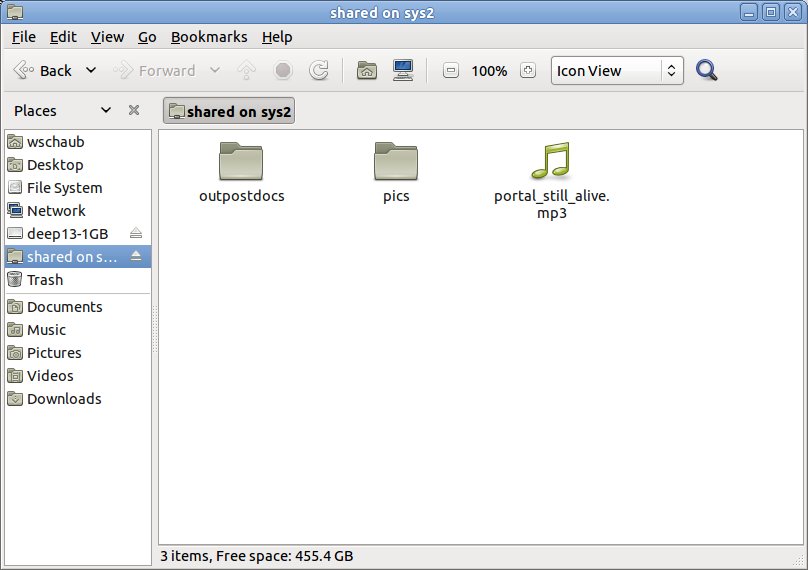 shared on sys2
File Edit View Go Bookmarks Help
Back Forward 100% Icon View
Places shared on sys2
wschaub
Desktop
File System
Network
deep13-1GB
shared on s...
Trash
Documents
Music
Pictures
Videos
Downloads
outpostdocs
pics
portal_still_alive.
mp3
3 items, Free space: 455.4 GB